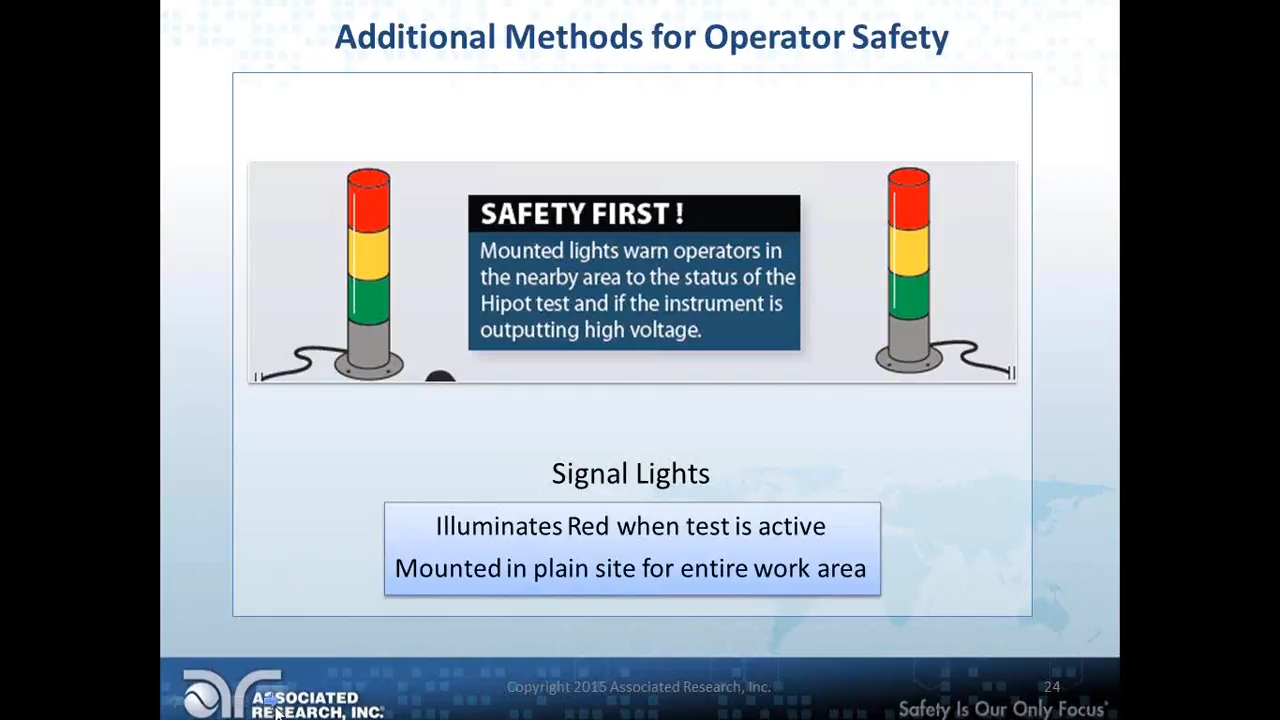 Additional Methods for Operator Safety
SAFETY FIRST !
Mounted lights warn operators in
the nearby area to the status of the
Hipot test and if the instrument is
outputting high voltage.
Signal Lights
Illuminates Red when test is active
Mounted in plain site for entire work area
ASSOCIATED
RESEARCH, INC.
Copyright 2015 Associated Research, Inc.
24
Safety Is Our Only Focus®